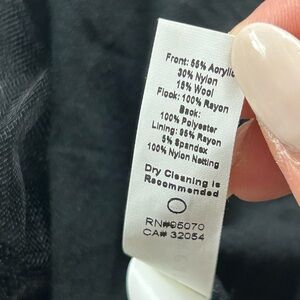 Front: 55% Acrylic
30% Nylon
15% Wool
Flock: 100% Rayon
Back:
100% Polyester
Lining: 95% Rayon
5% Spandex
100% Nylon Netting
Dry Cleaning is
Recommended
RN#95070
CA# 32054